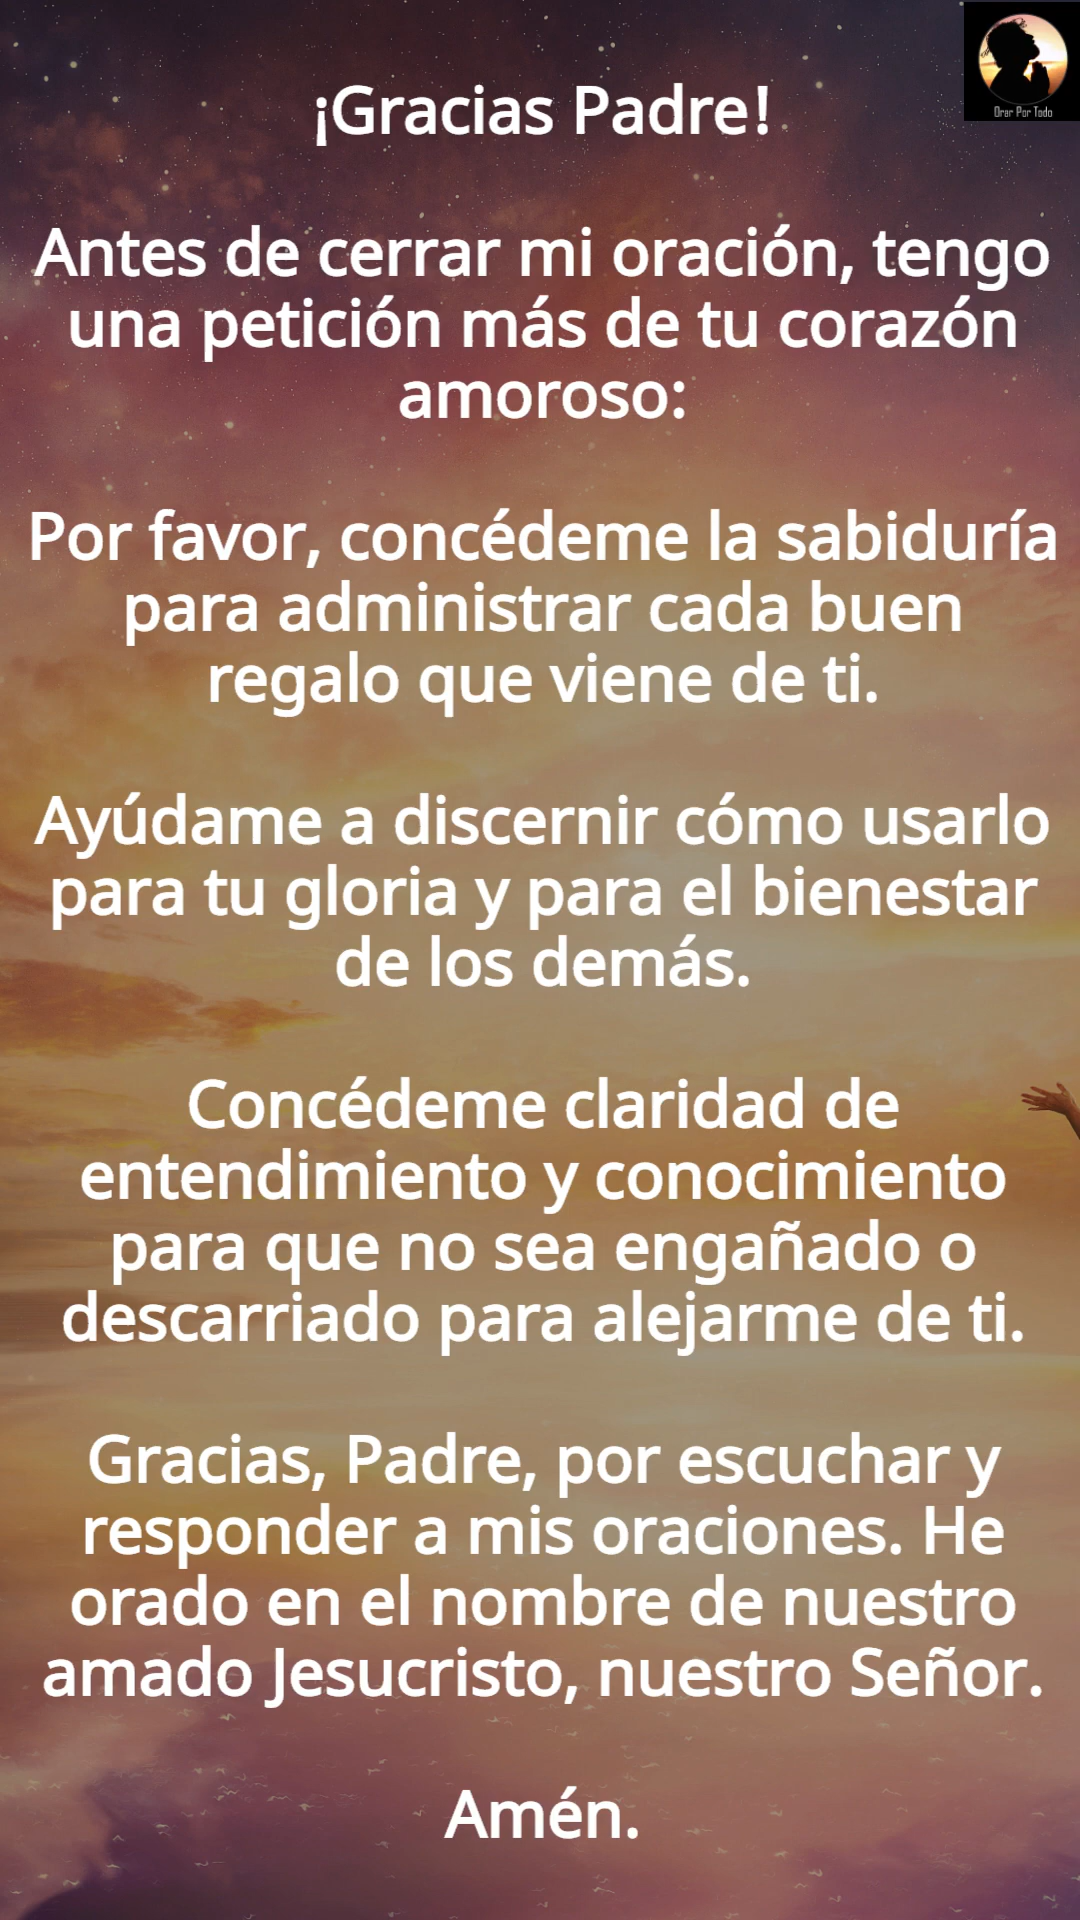 Orar Por Todo
¡Gracias Padre!
Antes de cerrar mi oración, tengo
una petición más de tu corazón
amoroso:
Por favor, concédeme la sabiduría
para administrar cada buen
regalo que viene de ti.
Ayúdame a discernir cómo usarlo
para tu gloria y para el bienestar
de los demás.
Concédeme claridad de
entendimiento y conocimiento
para que no sea engañado o
descarriado para alejarme de ti.
Gracias, Padre, por escuchar y
responder a mis oraciones. He
orado en el nombre de nuestro
amado Jesucristo, nuestro Señor.
Amén.